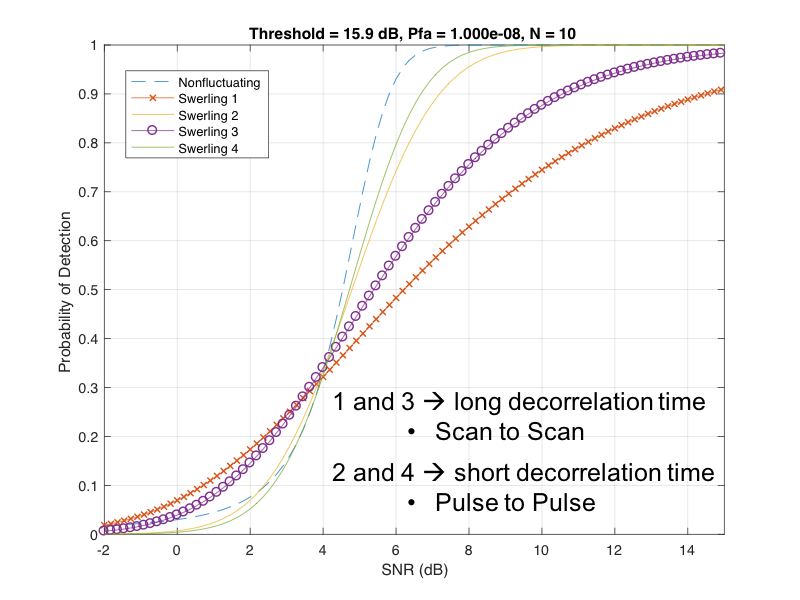 Threshold = 15.9 dB, Pfa = 1.000e-08, N = 10
Nonfluctuating
Swerling 1
Swerling 2
Swerling 3
Swerling 4
Probability of Detection
1
0.9
0.8
0.7
0.6
0.5
0.4
0.3
0.2
0.1
0
1 and 3 → long decorrelation time
• Scan to Scan
2 and 4 → short decorrelation time
• Pulse to Pulse
-2 0 2 4 6 8 10 12 14
SNR (dB)